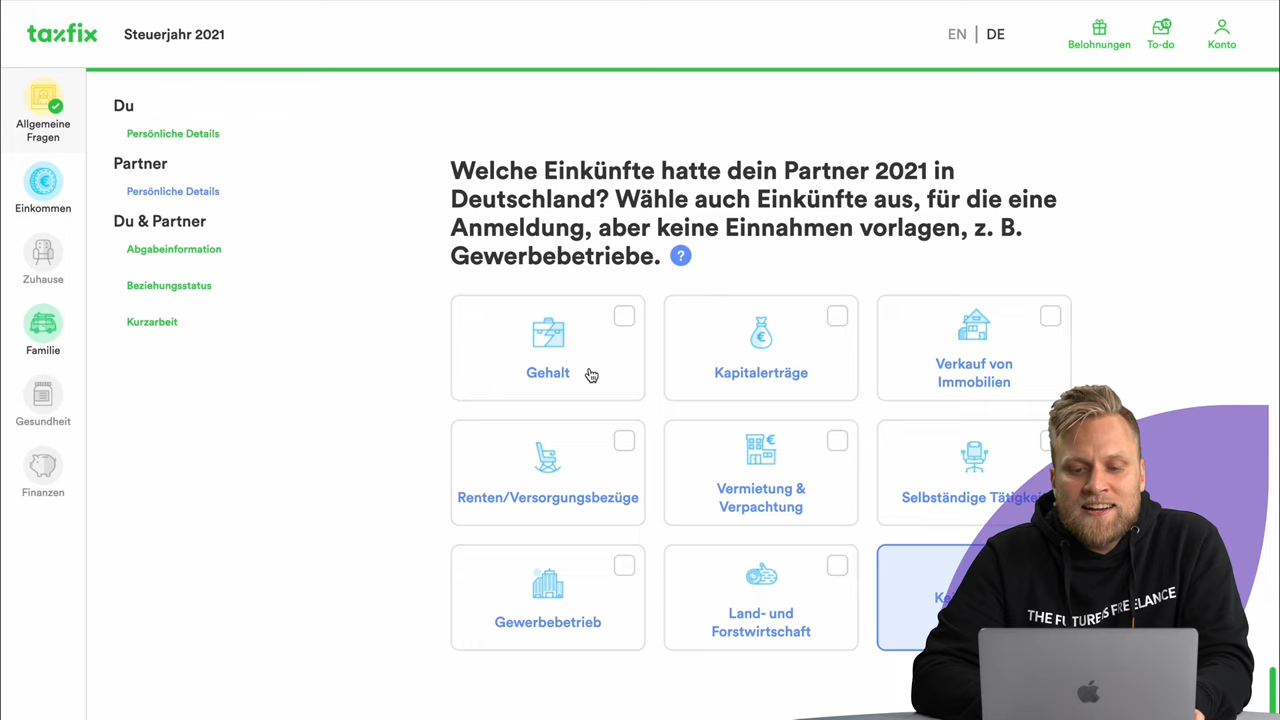 taxfix
Steuerjahr 2021
EN | DE
Belohnungen
To-do
Konto
Allgemeine
Fragen
Einkommen
Zuhause
Familie
Gesundheit
Finanzen
Du
Persönliche Details
Partner
Persönliche Details
Du & Partner
Abgabeinformation
Beziehungsstatus
Kurzarbeit
Welche Einkünfte hatte dein Partner 2021 in
Deutschland? Wähle auch Einkünfte aus, für die eine
Anmeldung, aber keine Einnahmen vorlagen, z. B.
Gewerbebetriebe. ?
Gehalt
Kapitalerträge
Verkauf von
Immobilien
Renten/Versorgungsbezüge
Vermietung &
Verpachtung
Selbständige
Gewerbebetrieb
Land- und
Forstwirtschaft
THE FUTURE IS FREELANCE